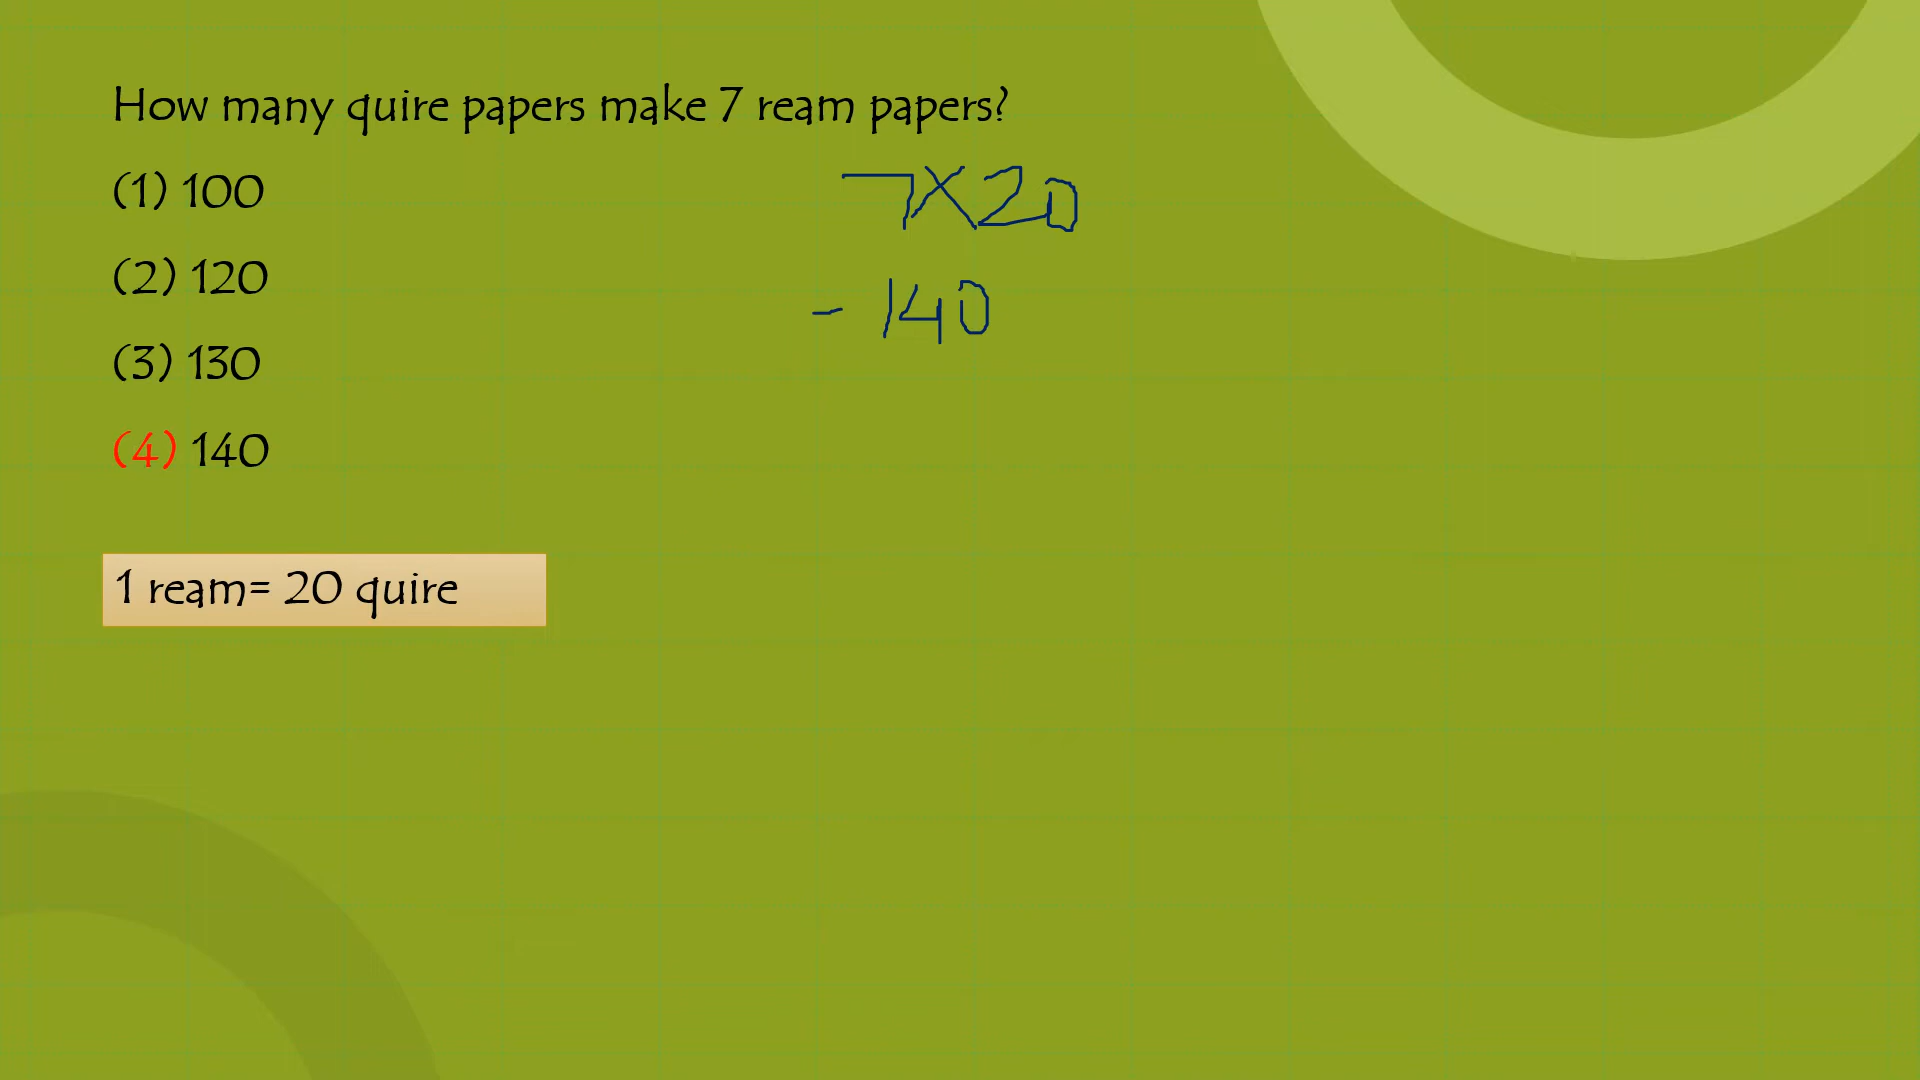 How many quire papers make 7 ream papers?
(1) 100
(2) 120
(3) 130
(4) 140
7X20
- 140
1 ream= 20 quire